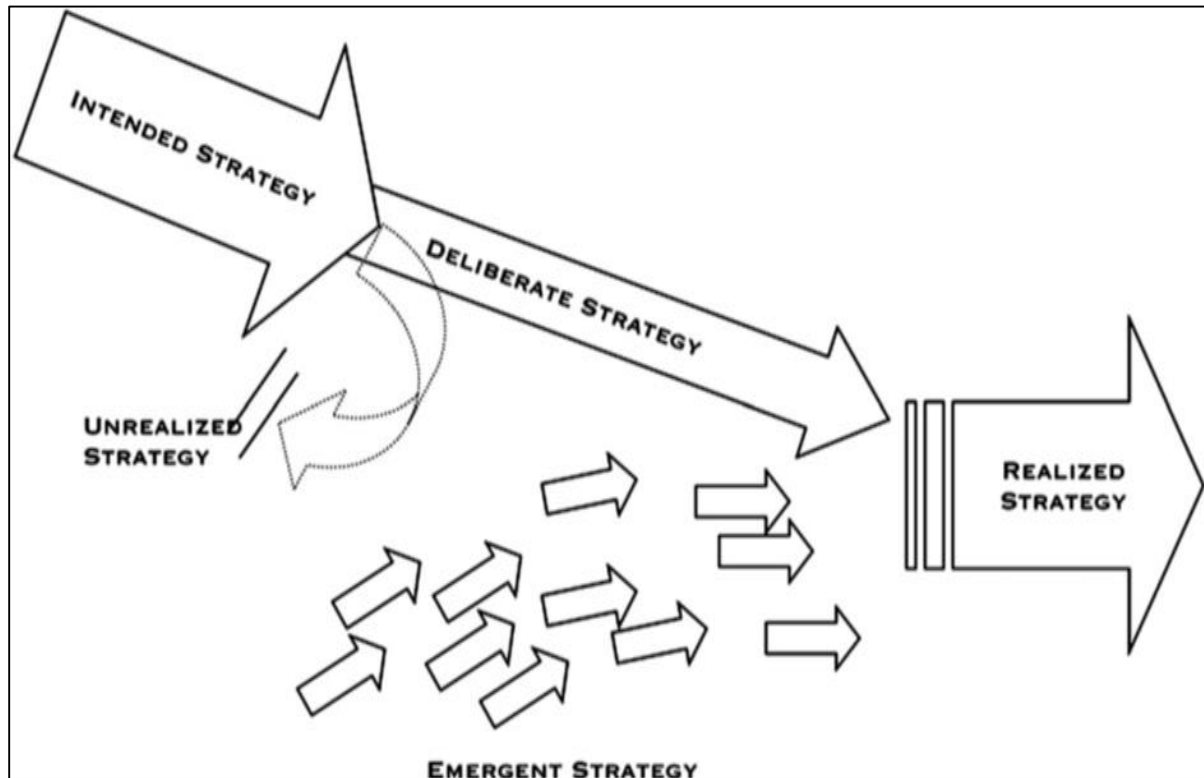 INTENDED STRATEGY
DELIBERATE STRATEGY
UNREALIZED
STRATEGY
REALIZED
STRATEGY
EMERGENT STRATEGY